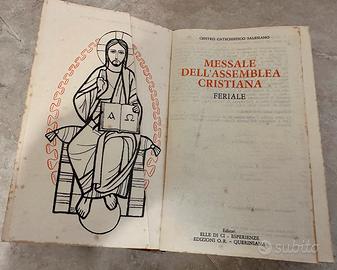 Α Ω
CENTRO CATECHISTICO SALESIANO
MESSALE
DELL'ASSEMBLEA
CRISTIANA
FERIALE
Editori
ELLE DI CI - ESPERIENZE
EDIZIONI O.R. - QUERINIANA
subito